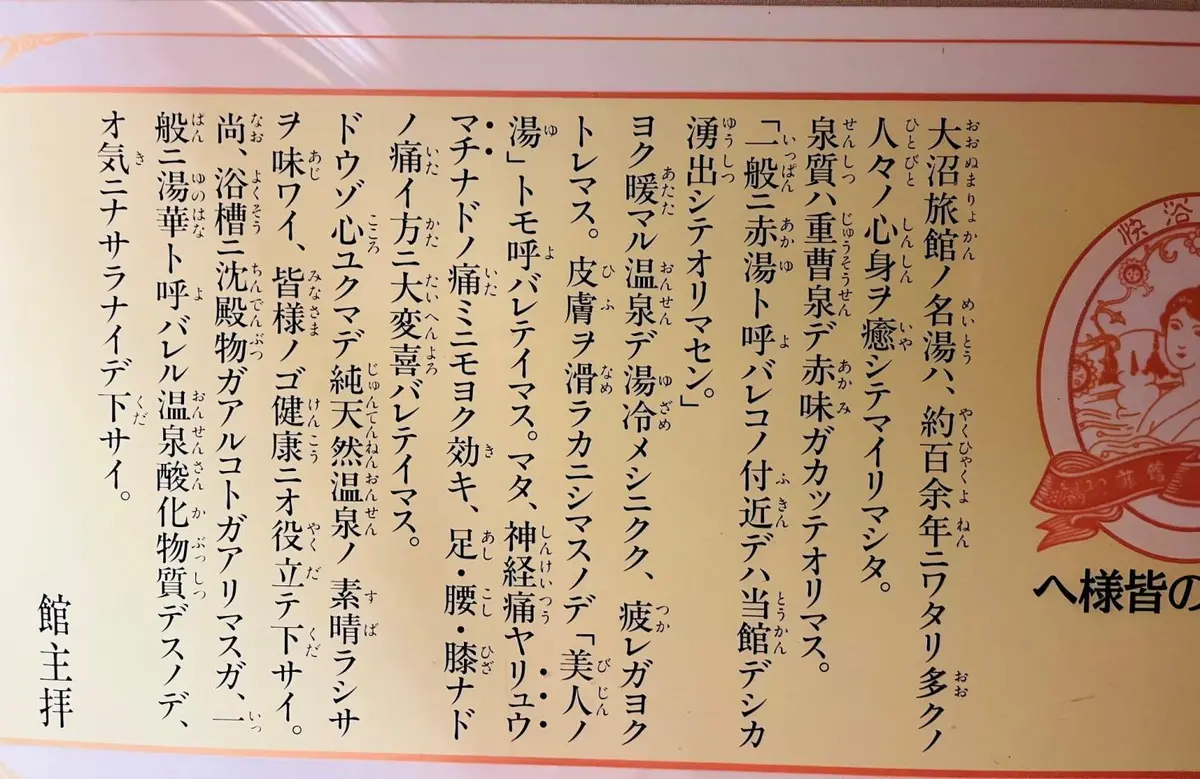 快浴
の皆様へ
大沼旅館ノ名湯ハ、約百余年ニワタリ多クノ
人々ノ心身ヲ癒シテマイリマシタ。
泉質ハ重曹泉デ赤味ガカッテオリマス。
「一般ニ赤湯ト呼バレコノ付近デハ当館デシカ
湧出シテオリマセン。」
ヨク暖マル温泉デ湯冷メシニクク、疲レガヨク
トレマス。皮膚ヲ滑ラカニシマスノデ「美人ノ
湯」トモ呼バレテイマス。マタ、神経痛ヤリュウ
マチナドノ痛ミニモヨク効キ、足・腰・膝ナド
ノ痛イ方ニ大変喜バレテイマス。
ドウゾ心ユクマデ純天然温泉ノ素晴ラシサ
ヲ味ワイ、皆様ノゴ健康ニオ役立テ下サイ。
尚、浴槽ニ沈殿物ガアルコトガアリマスガ、一
般ニ湯華ト呼バレル温泉酸化物質デスノデ、
オ気ニナサラナイデ下サイ。
館主拝